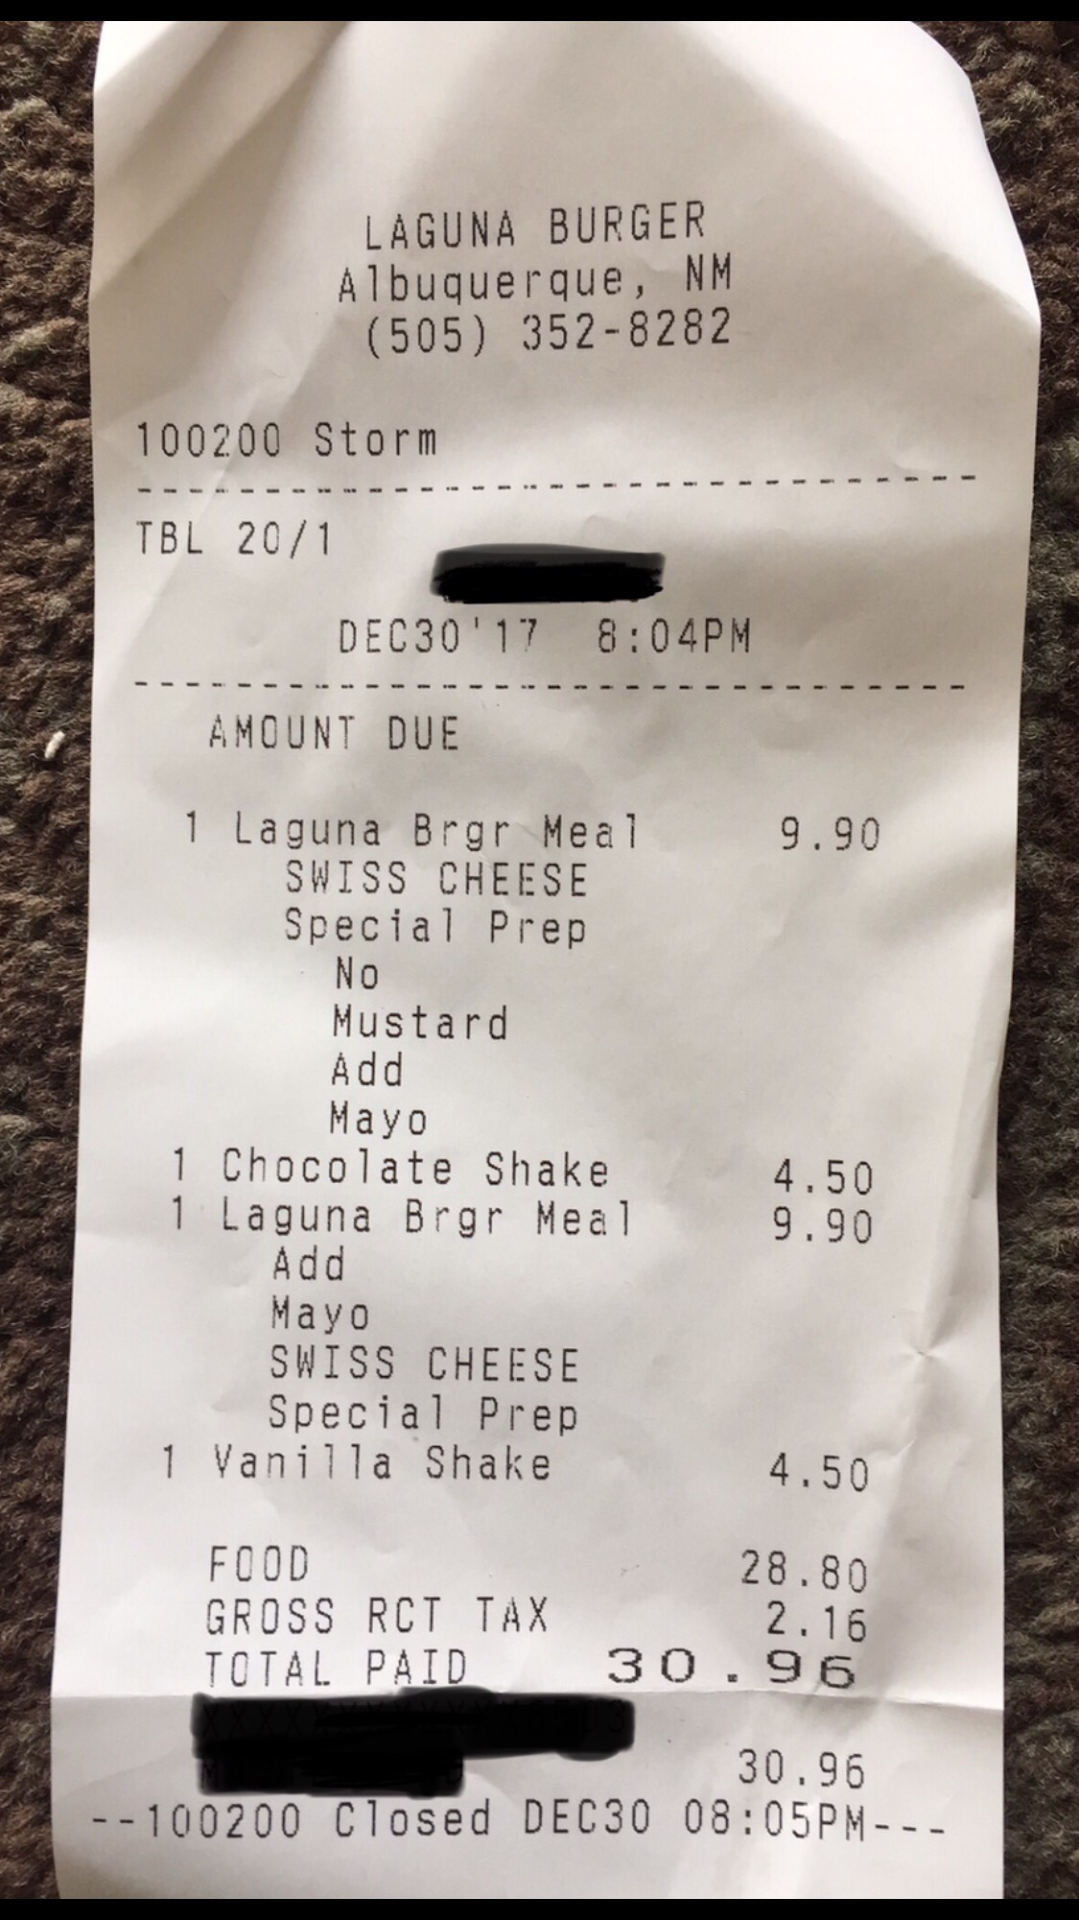 LAGUNA BURGER
Albuquerque, NM
(505) 352-8282
100200 Storm
--------------------------------
TBL 20/1
DEC30'17 8:04PM
--------------------------------
AMOUNT DUE
1 Laguna Brgr Meal 9.90
SWISS CHEESE
Special Prep
No
Mustard
Add
Mayo
1 Chocolate Shake 4.50
1 Laguna Brgr Meal 9.90
Add
Mayo
SWISS CHEESE
Special Prep
1 Vanilla Shake 4.50
FOOD 28.80
GROSS RCT TAX 2.16
TOTAL PAID 30.96
30.96
--100200 Closed DEC30 08:05PM---